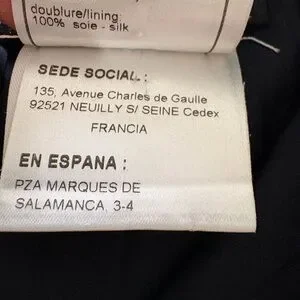 doublure/lining:
100% soie - silk
SEDE SOCIAL :
135, Avenue Charles de Gaulle
92521 NEUILLY S/ SEINE Cedex
FRANCIA
EN ESPAÑA :
PZA MARQUES DE
SALAMANCA, 3-4